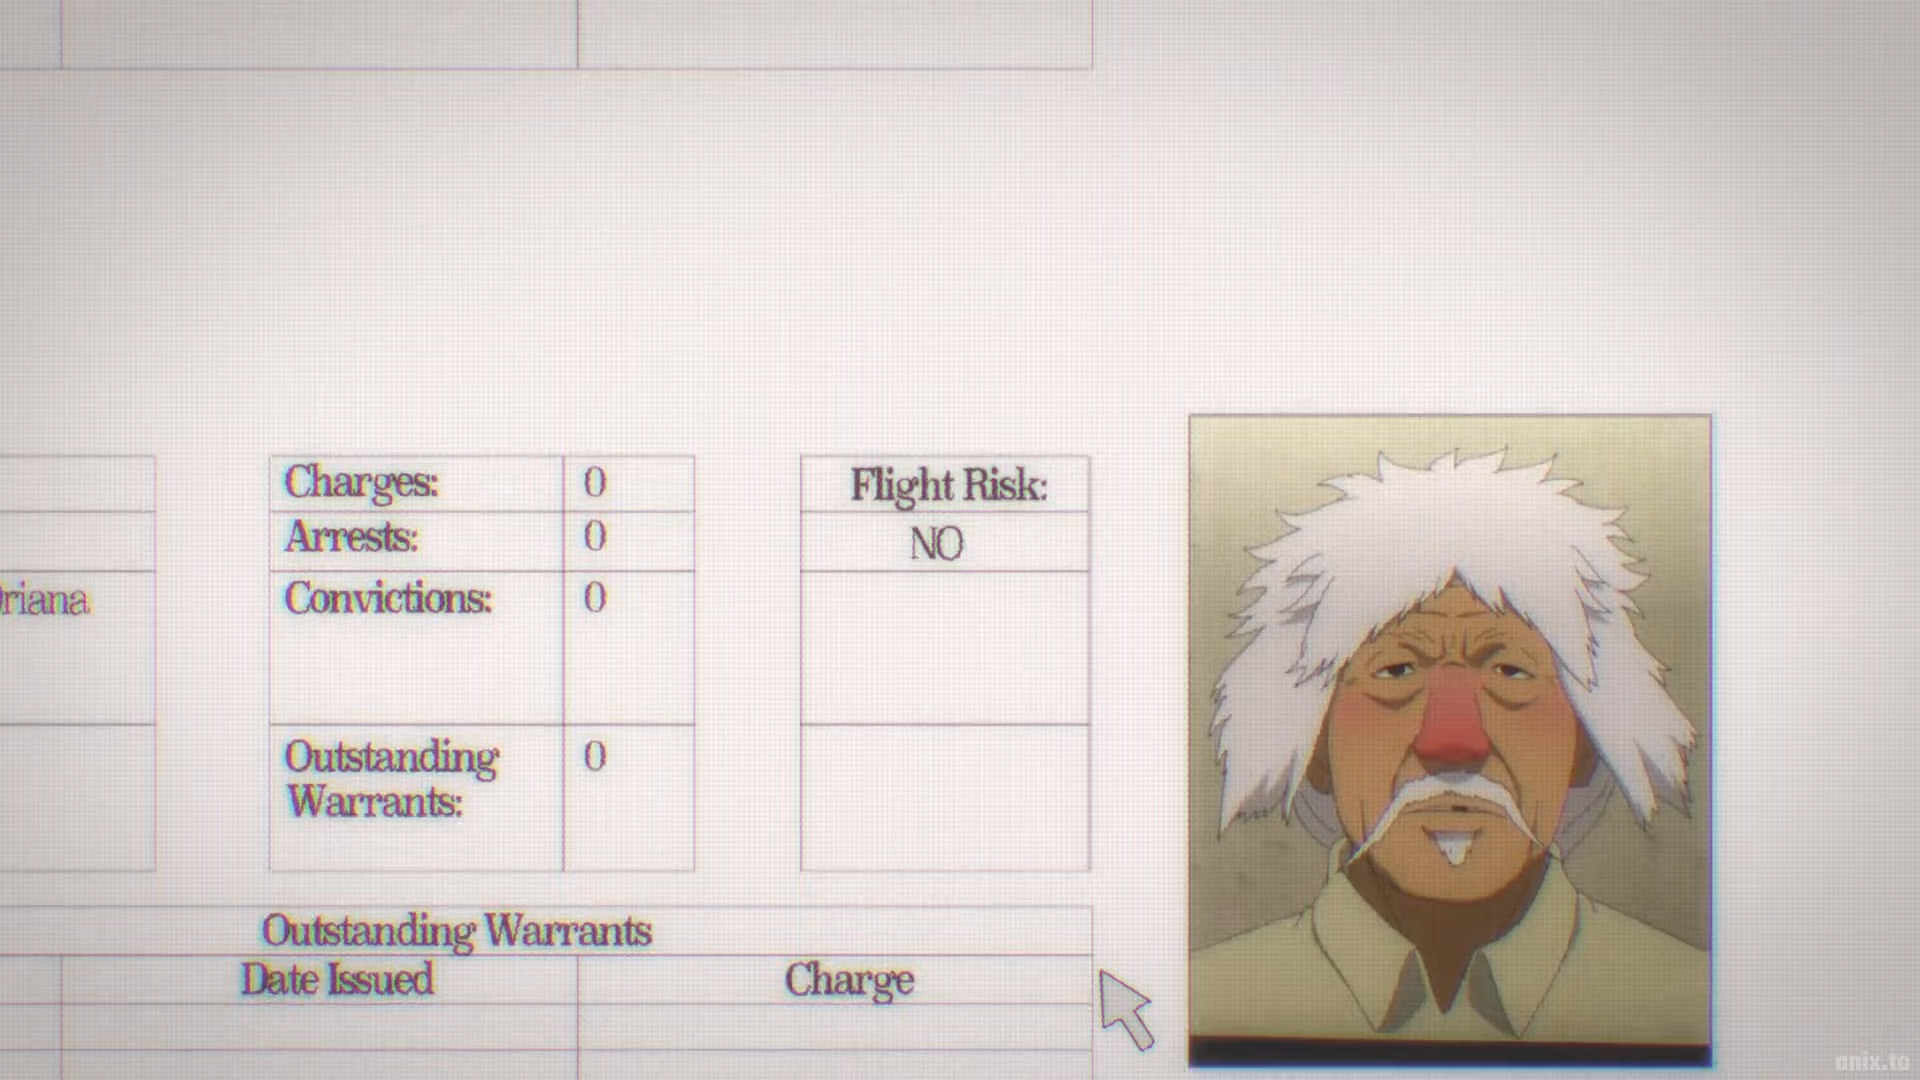 Charges: 0
Arrests: 0
Convictions: 0
Outstanding Warrants: 0
Flight Risk:
NO
Outstanding Warrants
Date Issued Charge
anix.to